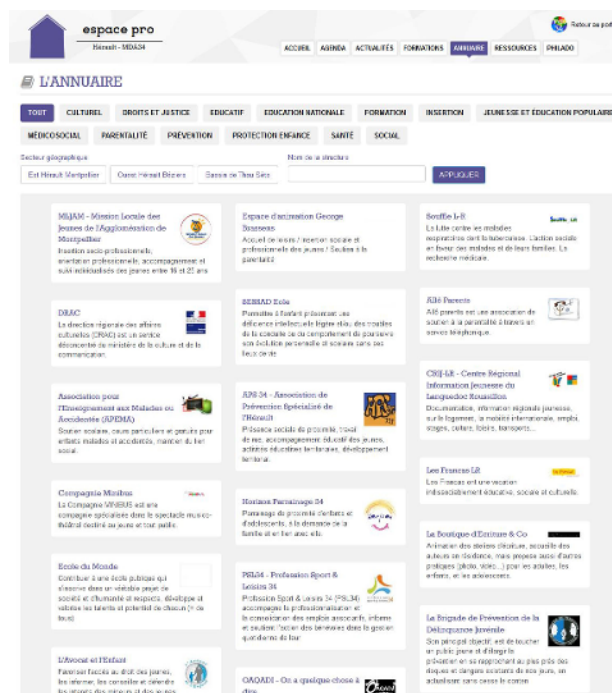 espace pro
Hérault - MDA34
Retour au port
ACCUEIL AGENDA ACTUALITÉS FORMATIONS ANNUAIRE RESSOURCES PHILADO
L'ANNUAIRE
TOUT CULTUREL DROITS ET JUSTICE EDUCATIF EDUCATION NATIONALE FORMATION INSERTION JEUNESSE ET ÉDUCATION POPULAIRE
MÉDICOSOCIAL PARENTALITÉ PRÉVENTION PROTECTION ENFANCE SANTÉ SOCIAL
Secteur géographique Nom de la structure
Est Hérault Montpellier Ouest Hérault Béziers Bassin de Thau Sète APPLIQUER
MLJAM - Mission Locale des
Jeunes de l'Agglomération de
Montpellier
Insertion socio-professionnelle,
orientation professionnelle, accompagnement et
suivi individualisés des jeunes entre 16 et 25 ans
Espace d'animation George
Brassens
Accueil de loisirs / Insertion sociale et
professionnelle des jeunes / Soutien à la
parentalité
Souffle L-R
La lutte contre les maladies
respiratoires dont la tuberculose. L'action sociale
en faveur des malades et de leurs familles. La
recherche médicale.
DRAC
La direction régionale des affaires
culturelles (DRAC) est un service
déconcentré du ministère de la culture et de la
communication.
SESSAD Eole
Permettre à l'enfant présentant une
déficience intellectuelle légère et/ou des troubles
de la conduite ou du comportement de poursuivre
son évolution personnelle et scolaire dans ses
lieux de vie
Allô Parents
Allô parents est une association de
soutien à la parentalité à travers un
service téléphonique.
Association pour
l'Enseignement aux Malades ou
Accidentés (APEMA)
Soutien scolaire, cours particuliers et gratuits pour
enfants malades et accidentés, maintien du lien
social.
APS 34 - Association de
Prévention Spécialisée de
l'Hérault
Présence sociale de proximité, travail
de rue, accompagnement éducatif des jeunes,
activités éducatives territoriales, développement
territorial.
CRIJ-LR - Centre Régional
Information Jeunesse du
Languedoc Roussillon
Documentation, information régionale jeunesse,
sur le logement, la mobilité internationale, emploi,
stages, culture, loisirs, transports...
Les Francas LR
Les Francas ont une vocation
indissociablement éducative, sociale et culturelle.
Compagnie Minibus
La Compagnie MINIBUS est une
compagnie spécialisée dans le spectacle musico-
théâtral destiné au jeune et tout public.
Horizon Parrainage 34
Parrainage de proximité d'enfants et
d'adolescents, à la demande de la
famille et en lien avec elle.
La Boutique d'Ecriture & Co
Animation des ateliers d'écriture, accueille des
auteurs en résidence, mais propose aussi d'autres
pratiques (photo, vidéo...) pour les adultes, les
enfants, et les adolescents.
Ecole du Monde
Contribuer à une école publique qui
s'insère dans un véritable projet de
société et d'humanité et respecte, développe et
valorise les talents et potentiel de chacun (> de
tous)
PSL34 - Profession Sport &
Loisirs 34
Profession Sport & Loisirs 34 (PSL34)
accompagne la professionnalisation et
la consolidation des emplois associatifs, informe
et soutient l'action des bénévoles dans la gestion
quotidienne de leur
La Brigade de Prévention de la
Délinquance Juvénile
Son principal objectif, est de toucher
un public jeune et d'élargir la
prévention en se rapprochant au plus près des
risques et dangers existants de nos jours, en
actualisant sans cesse le conten
L'Avocat et l'Enfant
Favoriser l'accès au droit des jeunes,
les informer, les conseiller et défendre
les intérêts des mineurs et des jeunes
OAQADI - On a quelque chose à
dire